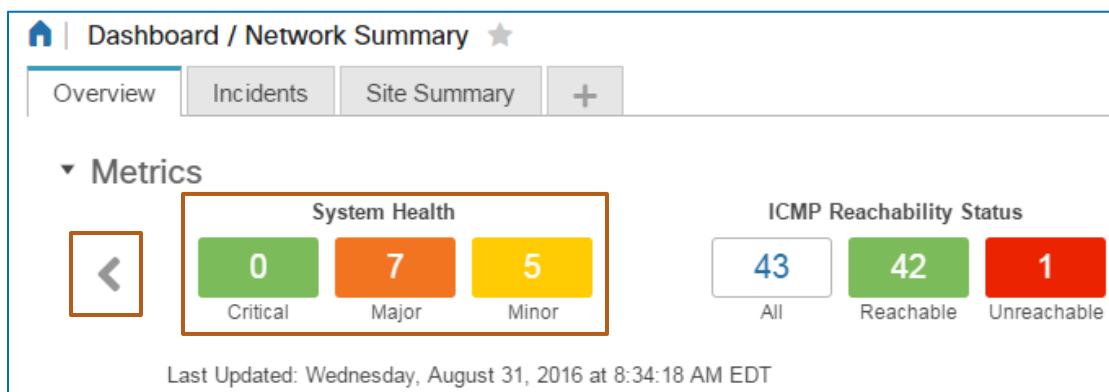 Dashboard / Network Summary
Overview Incidents Site Summary +
Metrics
System Health ICMP Reachability Status
0 7 5 43 42 1
Critical Major Minor All Reachable Unreachable
Last Updated: Wednesday, August 31, 2016 at 8:34:18 AM EDT